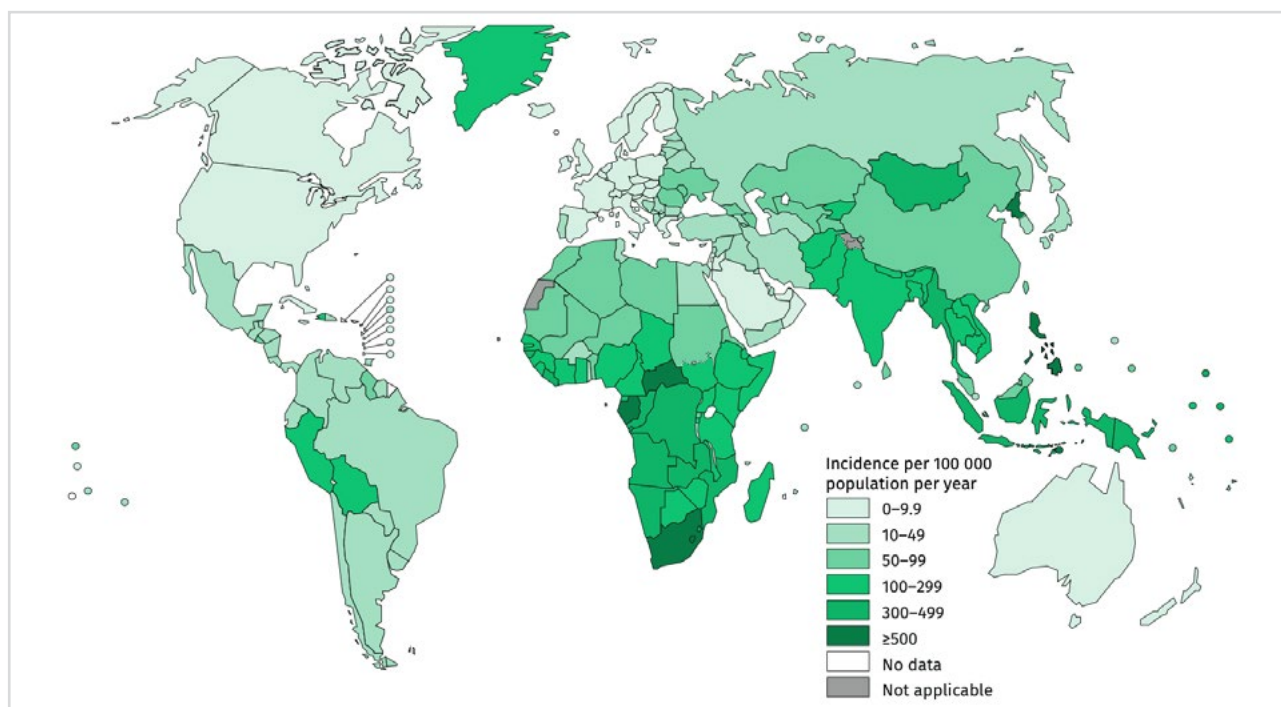 Incidence per 100 000
population per year
0–9.9
10–49
50–99
100–299
300–499
≥500
No data
Not applicable